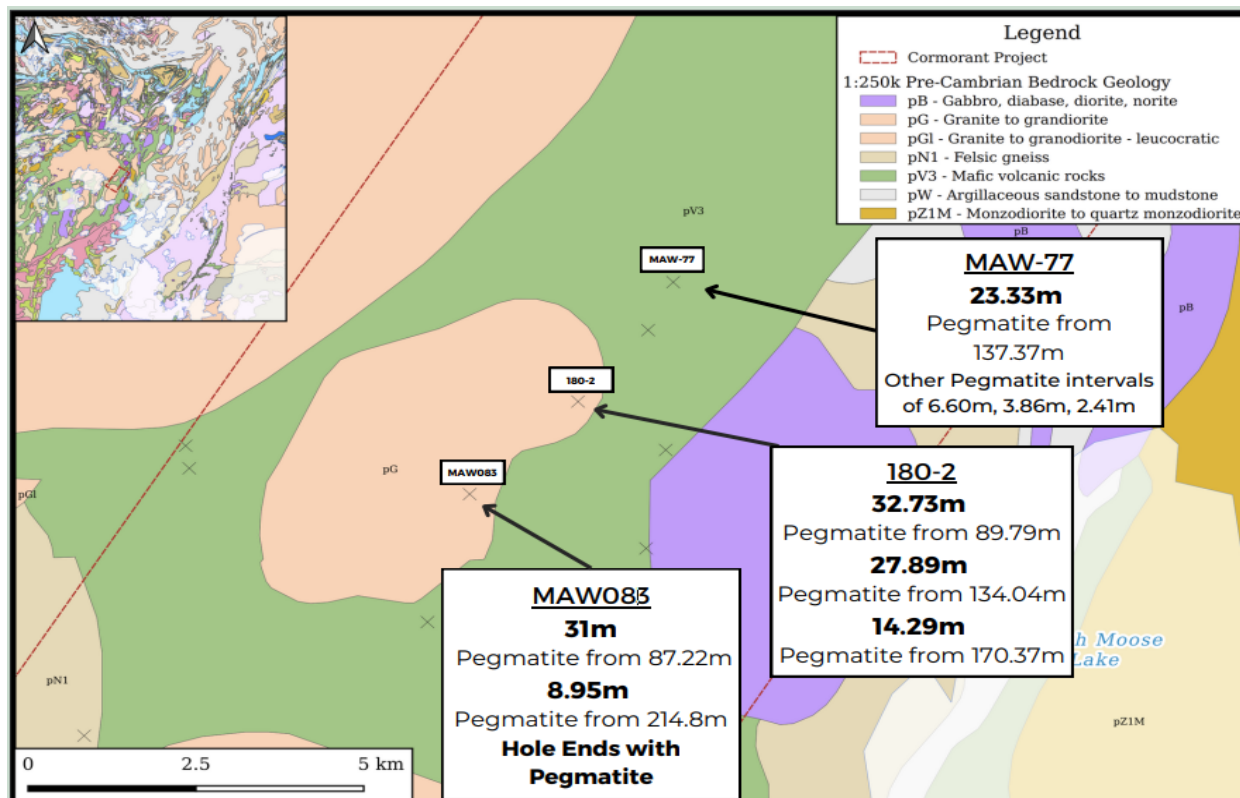 Legend
Cormorant Project
1:250k Pre-Cambrian Bedrock Geology
pB - Gabbro, diabase, diorite, norite
pG - Granite to grandiorite
pGl - Granite to granodiorite - leucocratic
pN1 - Felsic gneiss
pV3 - Mafic volcanic rocks
pW - Argillaceous sandstone to mudstone
pZ1M - Monzodiorite to quartz monzodiorite
pV3
pB
MAW-77
MAW-77
23.33m
Pegmatite from
137.37m
Other Pegmatite intervals
of 6.60m, 3.86m, 2.41m
pB
180-2
180-2
32.73m
Pegmatite from 89.79m
27.89m
Pegmatite from 134.04m
14.29m
Pegmatite from 170.37m
pG
MAW083
pGl
MAW083
31m
Pegmatite from 87.22m
8.95m
Pegmatite from 214.8m
Hole Ends with
Pegmatite
h Moose
Lake
pN1
pZ1M
0 2.5 5 km